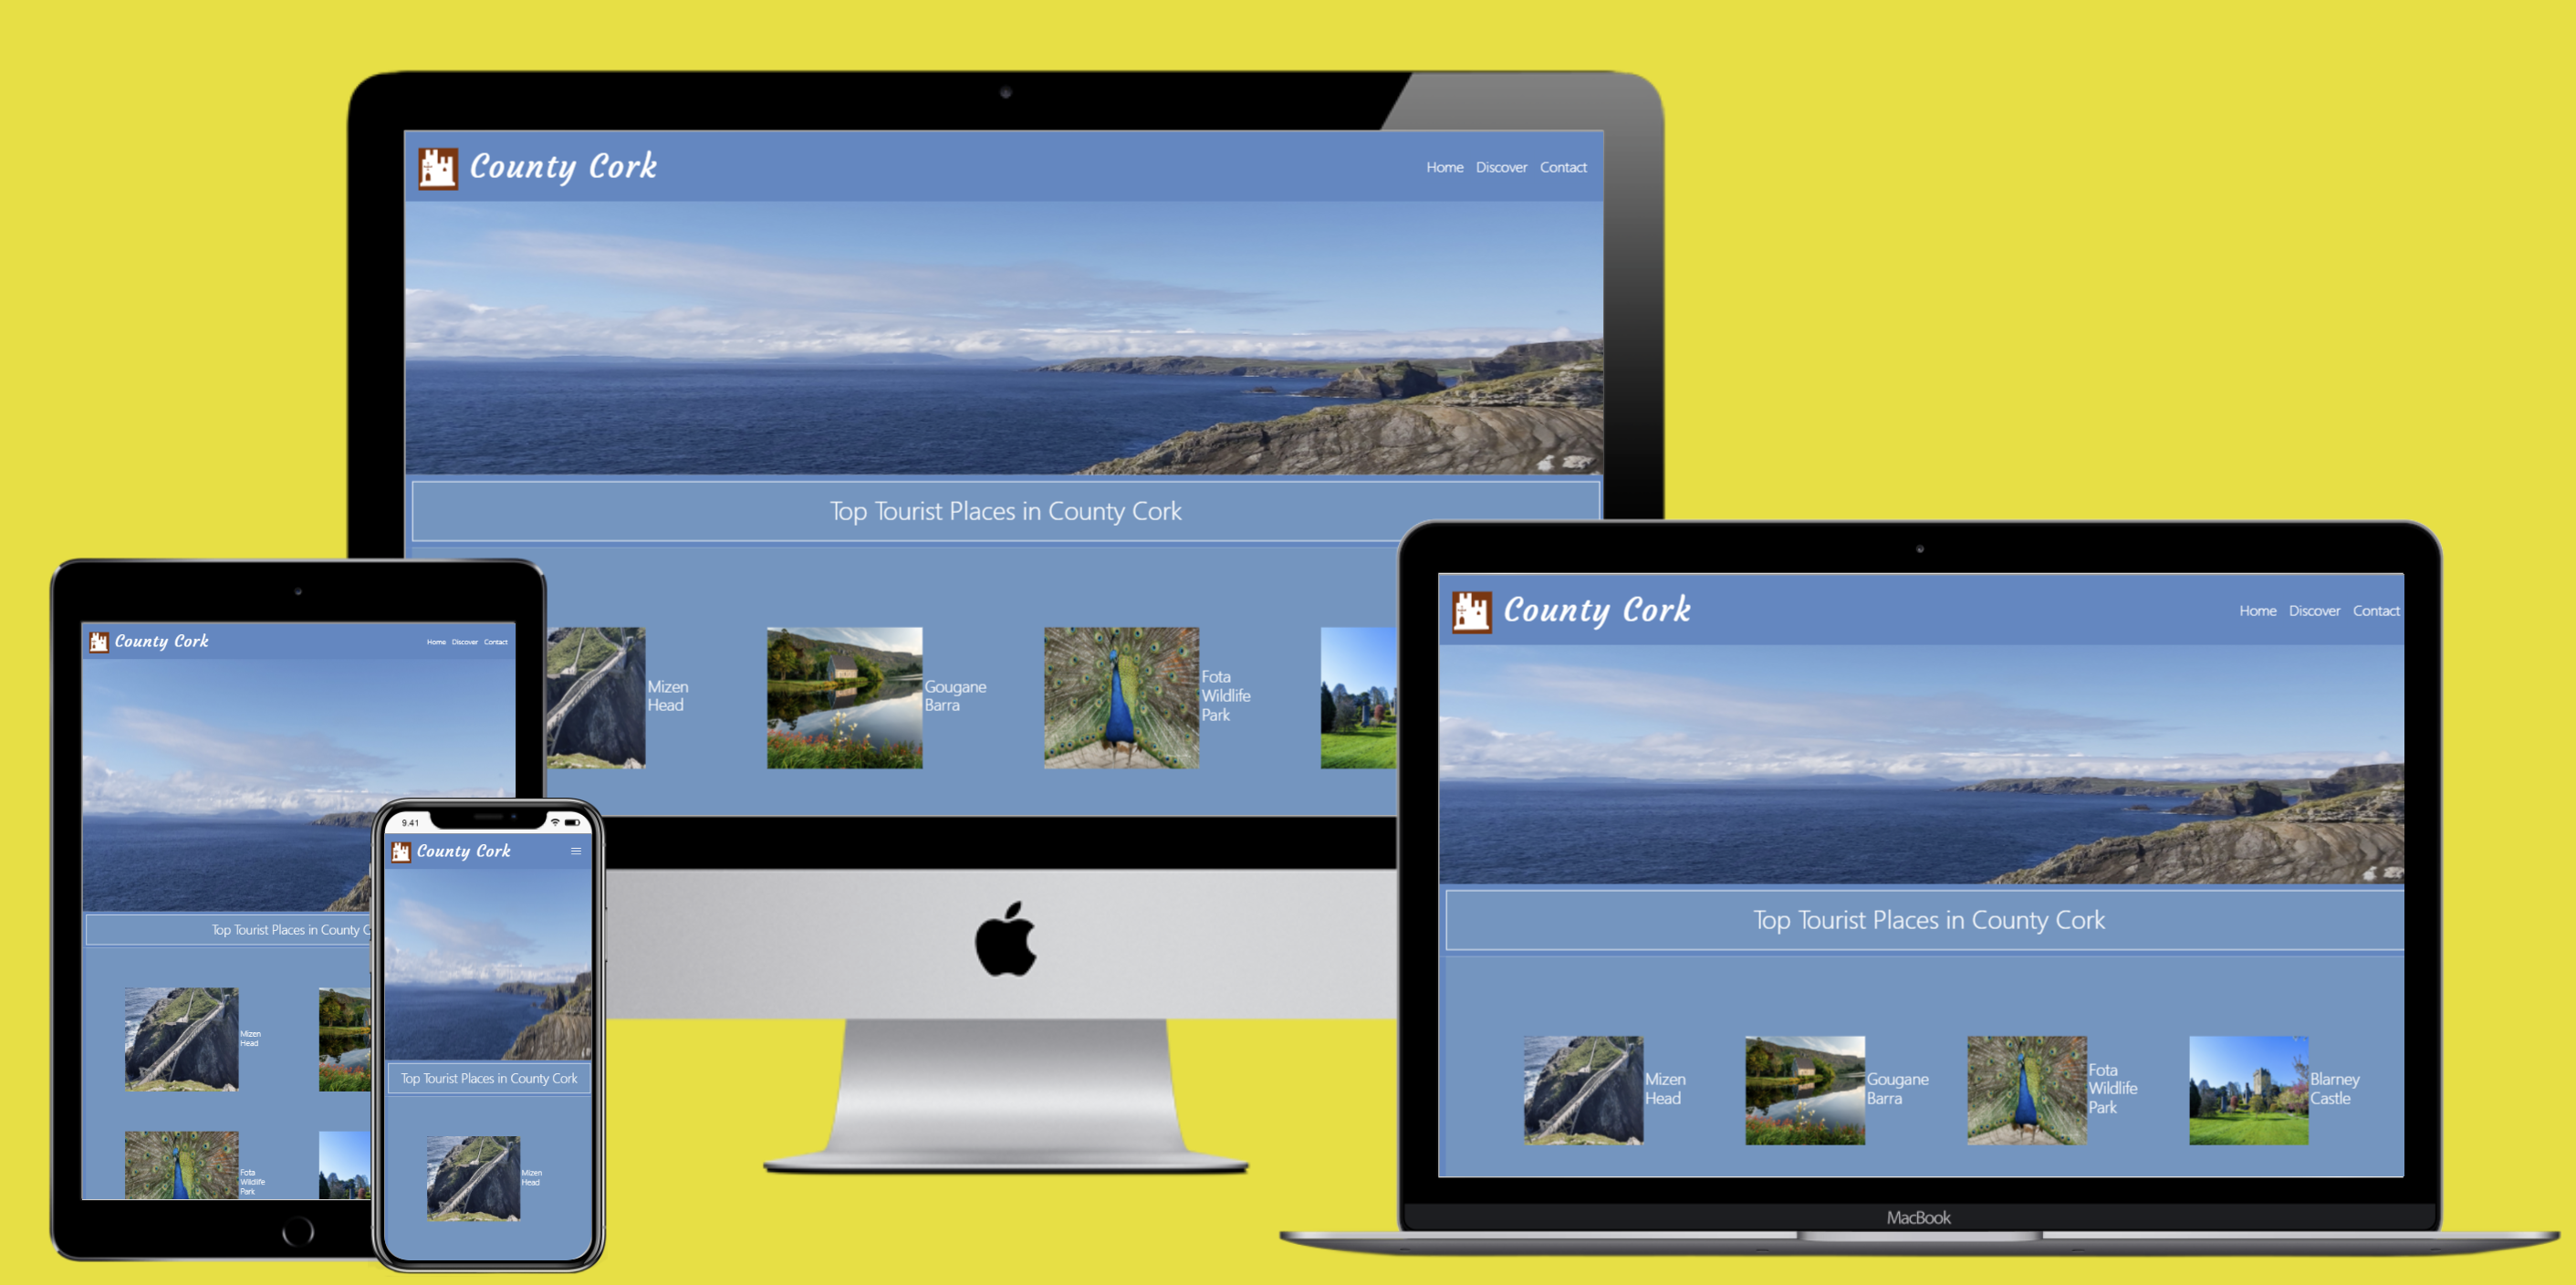 County Cork
Home Discover Contact
Top Tourist Places in County Cork
Mizen
Head
Gougane
Barra
Fota
Wildlife
Park
County Cork
Home Discover Contact
Top Tourist Places in County C
Mizen
Head
Fota
Wildlife
Park
9.41
County Cork
Top Tourist Places in County Cork
Mizen
Head
County Cork
Home Discover Contact
Top Tourist Places in County Cork
Mizen
Head
Gougane
Barra
Fota
Wildlife
Park
Blarney
Castle
MacBook